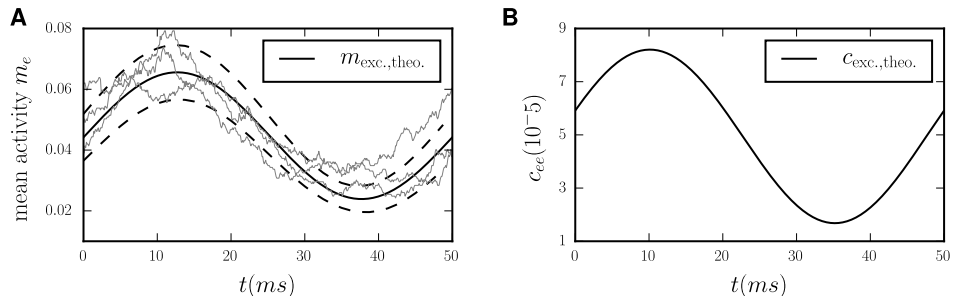 A
B
0.08
0.06
0.04
0.02
mean activity mₑ
m_exc.,theo.
0 10 20 30 40 50
t(ms)
9
7
5
3
1
c_ee(10⁻5)
c_exc.,theo.
0 10 20 30 40 50
t(ms)